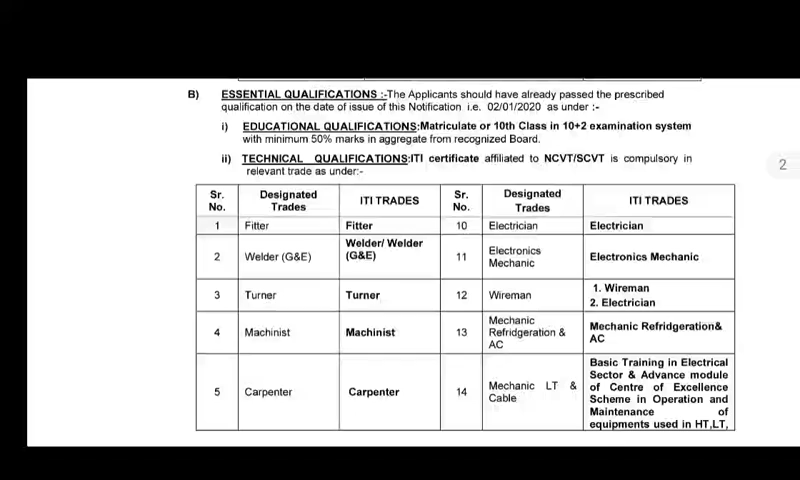 B) ESSENTIAL QUALIFICATIONS :-The Applicants should have already passed the prescribed
qualification on the date of issue of this Notification i.e. 02/01/2020 as under :-
i) EDUCATIONAL QUALIFICATIONS:Matriculate or 10th Class in 10+2 examination system
with minimum 50% marks in aggregate from recognized Board.
ii) TECHNICAL QUALIFICATIONS:ITI certificate affiliated to NCVT/SCVT is compulsory in
relevant trade as under:-
2
Sr. No. Designated Trades ITI TRADES Sr. No. Designated Trades ITI TRADES
1 Fitter Fitter 10 Electrician Electrician
2 Welder (G&E) Welder/ Welder (G&E) 11 Electronics Mechanic Electronics Mechanic
3 Turner Turner 12 Wireman 1. Wireman
2. Electrician
4 Machinist Machinist 13 Mechanic Refridgeration & AC Mechanic Refridgeration& AC
5 Carpenter Carpenter 14 Mechanic LT & Cable Basic Training in Electrical
Sector & Advance module
of Centre of Excellence
Scheme in Operation and
Maintenance of
equipments used in HT,LT,